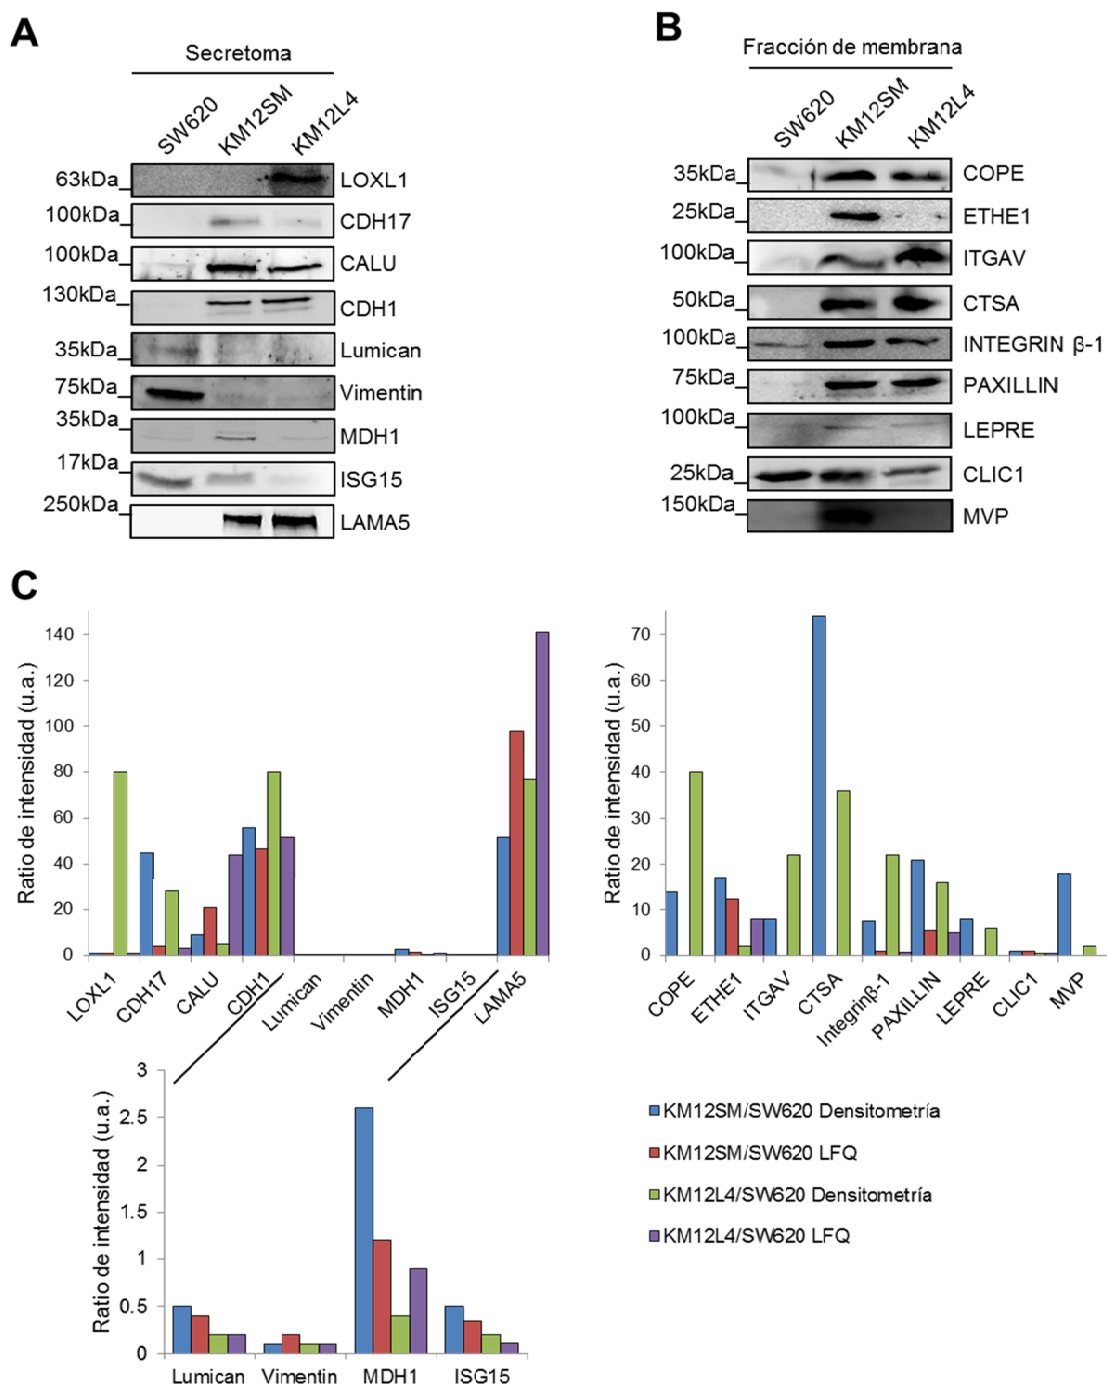 A
Secretoma
SW620
KM12SM
KM12L4
63kDa
LOXL1
100kDa
CDH17
100kDa
CALU
130kDa
CDH1
35kDa
Lumican
75kDa
Vimentin
35kDa
MDH1
17kDa
ISG15
250kDa
LAMA5
B
Fracción de membrana
SW620
KM12SM
KM12L4
35kDa
COPE
25kDa
ETHE1
100kDa
ITGAV
50kDa
CTSA
100kDa
INTEGRIN β-1
75kDa
PAXILLIN
100kDa
LEPRE
25kDa
CLIC1
150kDa
MVP
C
Ratio de intensidad (u.a.)
140
120
100
80
60
40
20
0
LOXL1
CDH17
CALU
CDH1
Lumican
Vimentin
MDH1
ISG15
LAMA5
Ratio de intensidad (u.a.)
70
60
50
40
30
20
10
0
COPE
ETHE1
ITGAV
CTSA
Integrinβ-1
PAXILLIN
LEPRE
CLIC1
MVP
Ratio de intensidad (u.a.)
3
2.5
2
1.5
1
0.5
0
Lumican
Vimentin
MDH1
ISG15
KM12SM/SW620 Densitometría
KM12SM/SW620 LFQ
KM12L4/SW620 Densitometría
KM12L4/SW620 LFQ